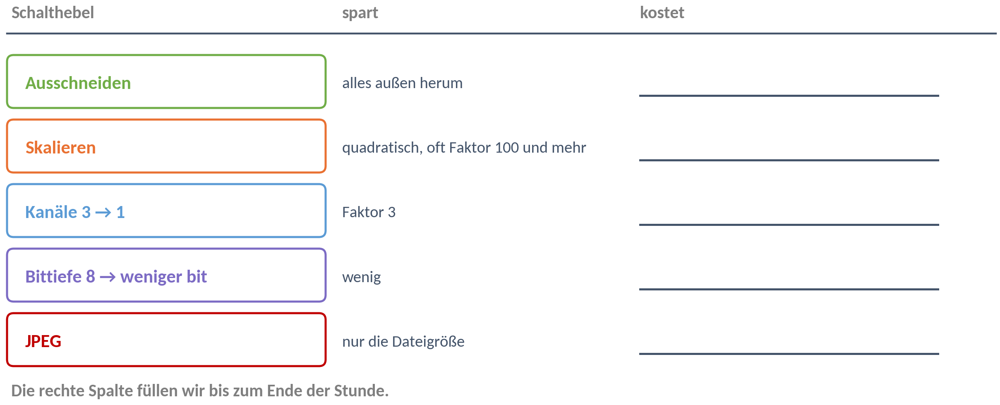 Schalthebel spart kostet
Ausschneiden alles außen herum
Skalieren quadratisch, oft Faktor 100 und mehr
Kanäle 3 → 1 Faktor 3
Bittiefe 8 → weniger bit wenig
JPEG nur die Dateigröße
Die rechte Spalte füllen wir bis zum Ende der Stunde.